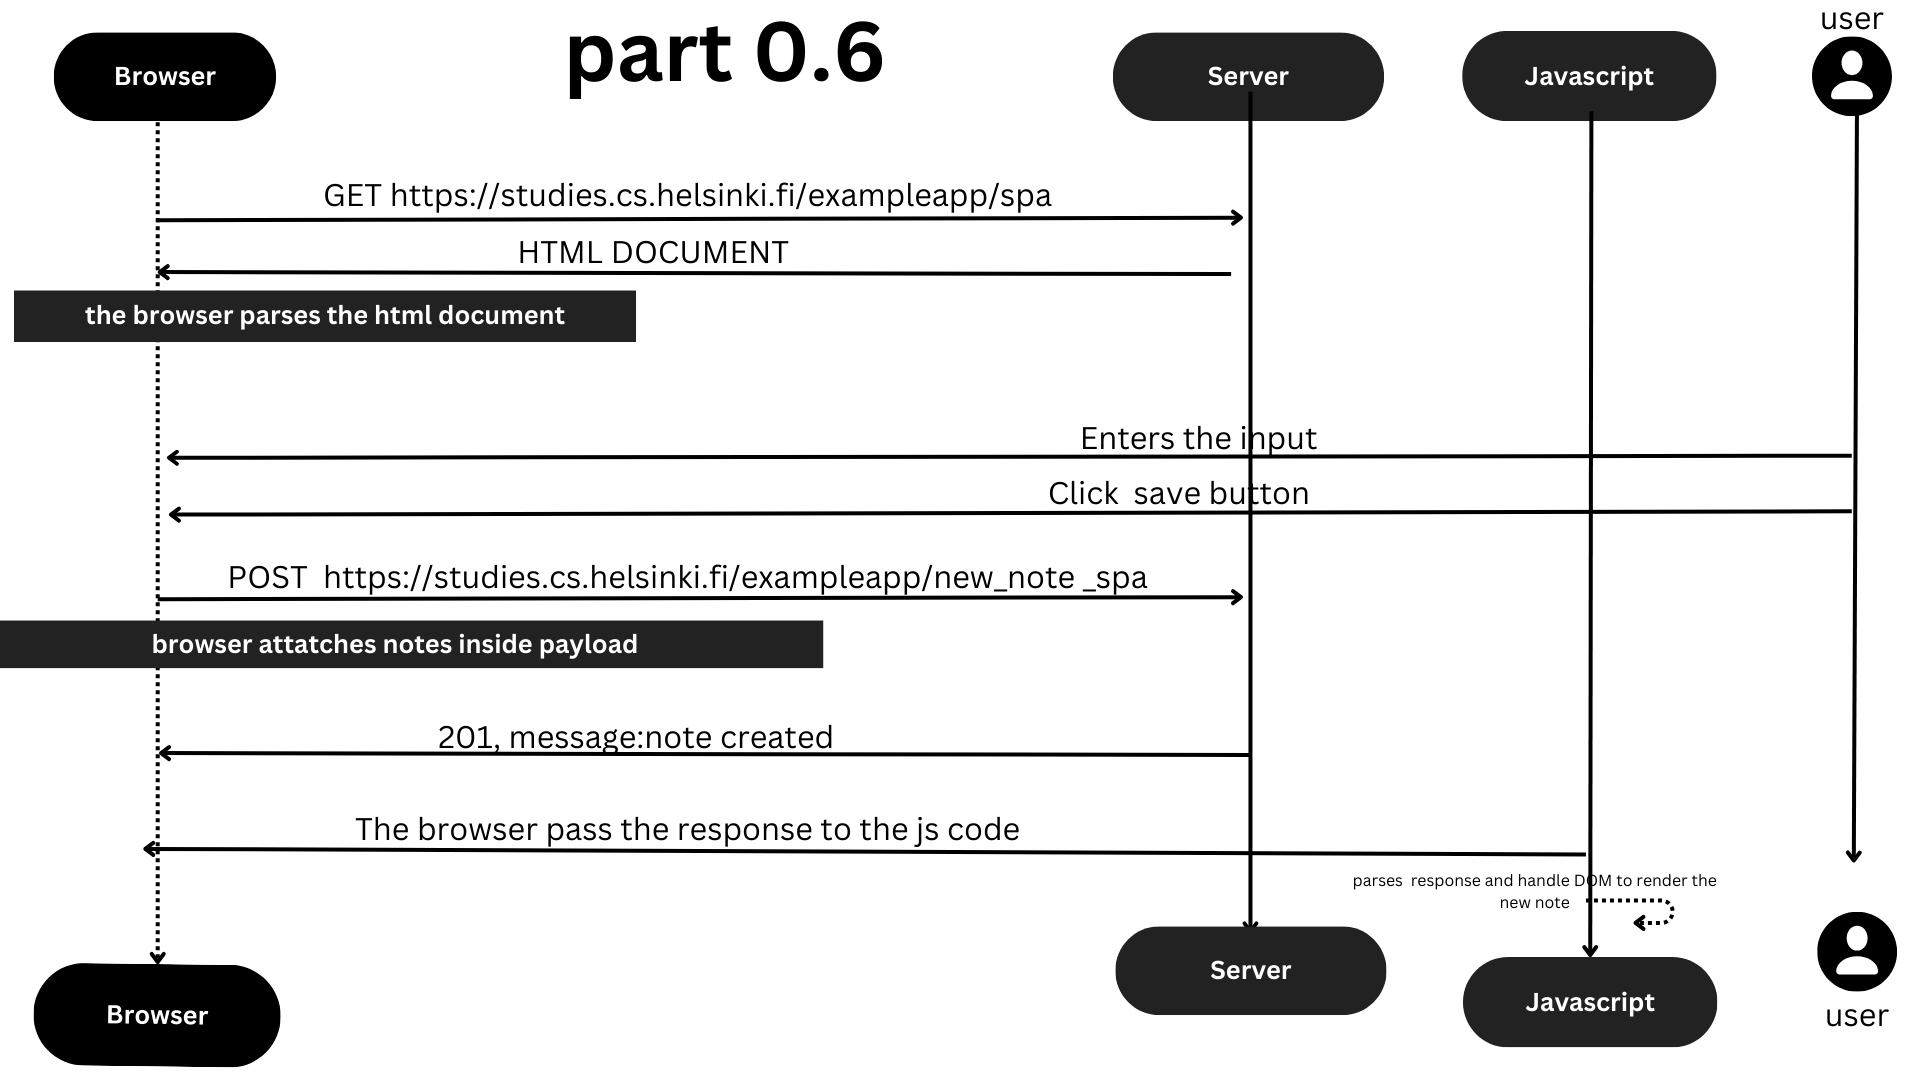 user
part 0.6
Browser
Server
Javascript
GET https://studies.cs.helsinki.fi/exampleapp/spa
HTML DOCUMENT
the browser parses the html document
Enters the input
Click  save button
POST  https://studies.cs.helsinki.fi/exampleapp/new_note _spa
browser attatches notes inside payload
201, message:note created
The browser pass the response to the js code
parses  response and handle DOM to render the
new note
Server
Javascript
Browser
user